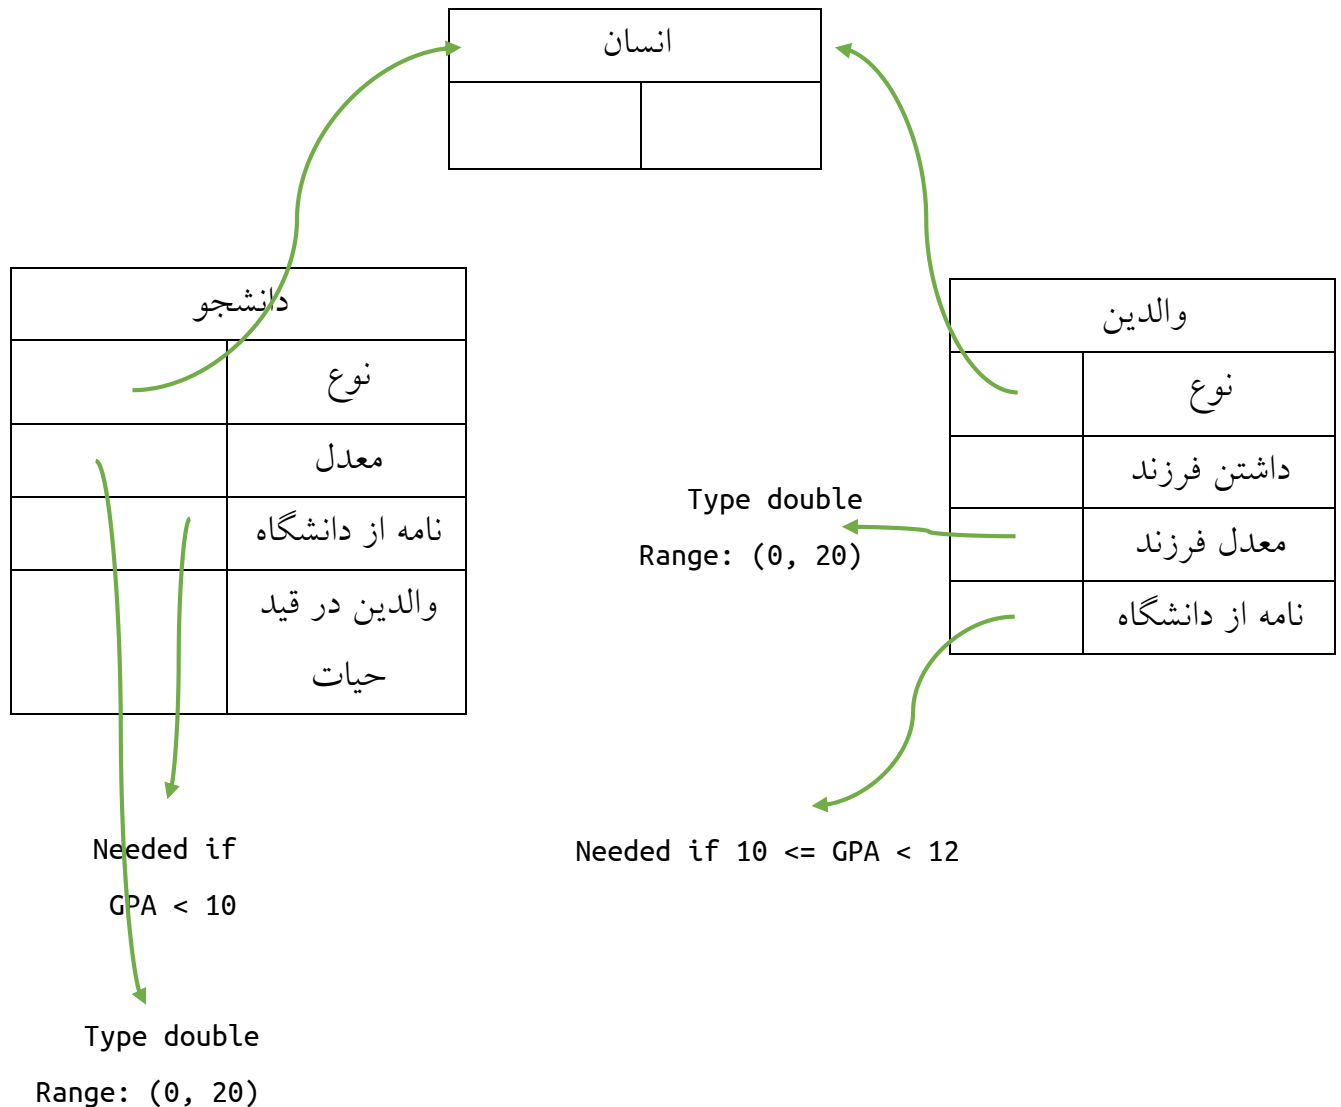 انسان
دانشجو
نوع
معدل
نامه از دانشگاه
والدین در قید
حیات
والدین
نوع
داشتن فرزند
معدل فرزند
نامه از دانشگاه
Type double
Range: (0, 20)
Needed if
GPA < 10
Needed if 10 <= GPA < 12
Type double
Range: (0, 20)